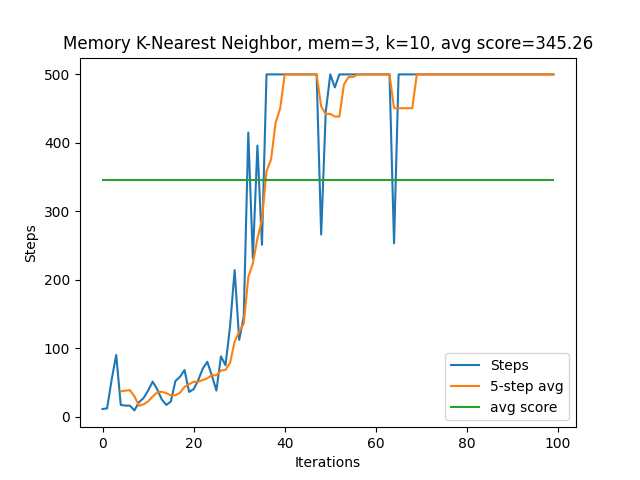 Memory K-Nearest Neighbor, mem=3, k=10, avg score=345.26
500
400
300
200
100
0
Steps
0 20 40 60 80 100
Iterations
Steps
5-step avg
avg score